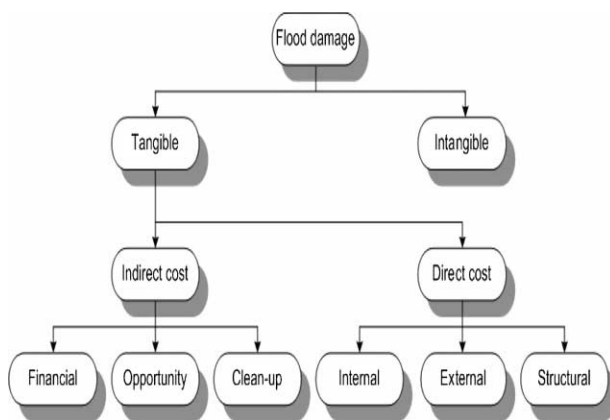 Flood damage
Tangible
Intangible
Indirect cost
Direct cost
Financial
Opportunity
Clean-up
Internal
External
Structural